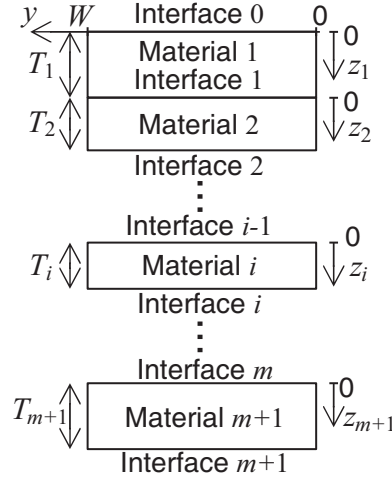 Interface 0
y W 0
0
T₁ Material 1 z₁
Interface 1
0
T₂ Material 2 z₂
Interface 2
Interface i-1
0
Tᵢ Material i zᵢ
Interface i
Interface m
0
Tₘ₊₁ Material m+1 zₘ₊₁
Interface m+1